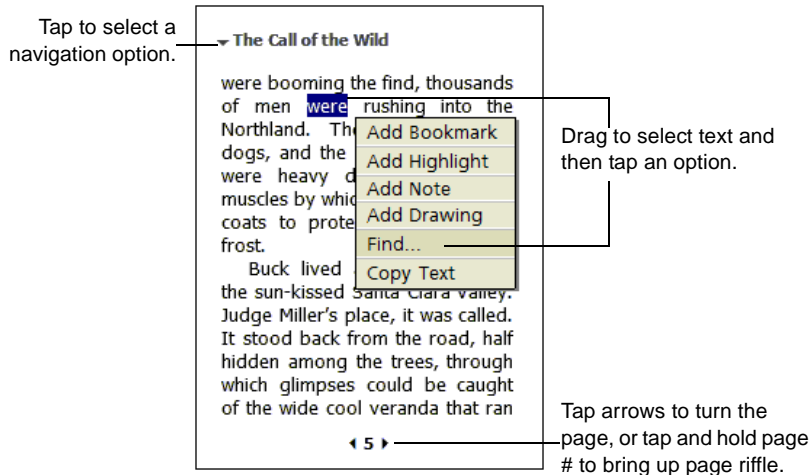 Tap to select a
navigation option.
The Call of the Wild
were booming the find, thousands
of men were rushing into the
Northland. The
dogs, and the
were heavy d
muscles by whic
coats to prote
frost.
Buck lived
the sun-kissed Santa Clara Valley.
Judge Miller's place, it was called.
It stood back from the road, half
hidden among the trees, through
which glimpses could be caught
of the wide cool veranda that ran
5
Add Bookmark
Add Highlight
Add Note
Add Drawing
Find...
Copy Text
Drag to select text and
then tap an option.
Tap arrows to turn the
page, or tap and hold page
# to bring up page riffle.